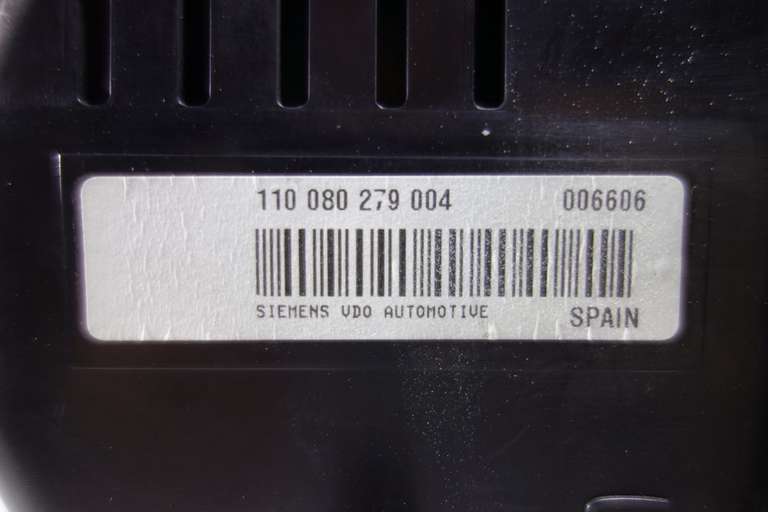 110 080 279 004 006606
SIEMENS VDO AUTOMOTIVE SPAIN